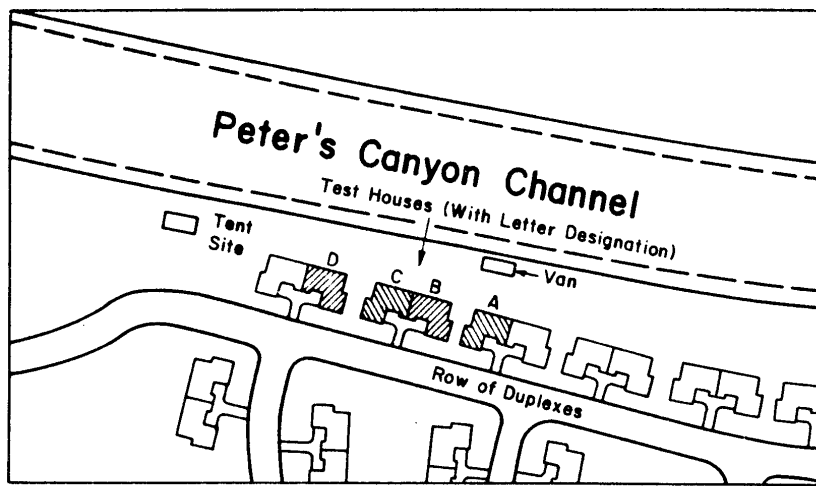 Peter's Canyon Channel
Test Houses (With Letter Designation)
Tent
Site
D
C
B
A
Van
Row of Duplexes